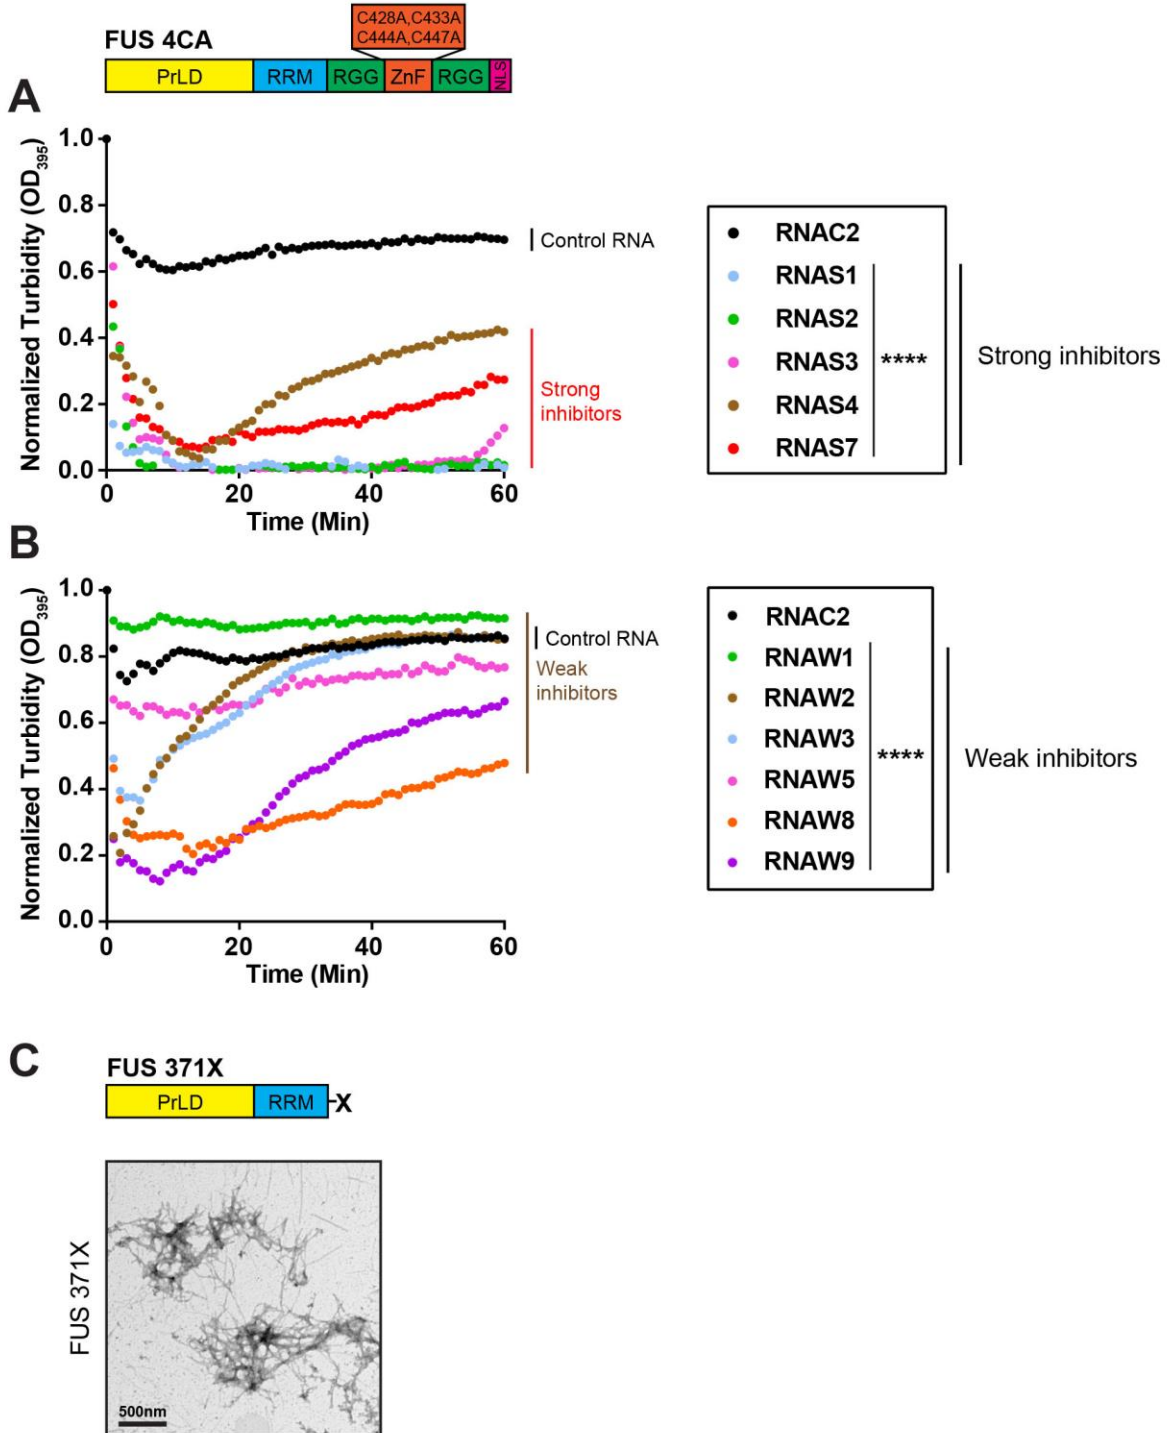 C428A,C433A
C444A,C447A
FUS 4CA
PrLD RRM RGG ZnF RGG NLS
A
Normalized Turbidity (OD395)
1.0
0.8
0.6
0.4
0.2
0.0
0 20 40 60
Time (Min)
Control RNA
Strong
inhibitors
RNAC2
RNAS1
RNAS2
RNAS3
RNAS4
RNAS7
****
Strong inhibitors
B
Normalized Turbidity (OD395)
1.0
0.8
0.6
0.4
0.2
0.0
0 20 40 60
Time (Min)
Control RNA
Weak
inhibitors
RNAC2
RNAW1
RNAW2
RNAW3
RNAW5
RNAW8
RNAW9
****
Weak inhibitors
C
FUS 371X
PrLD RRM X
FUS 371X
500nm